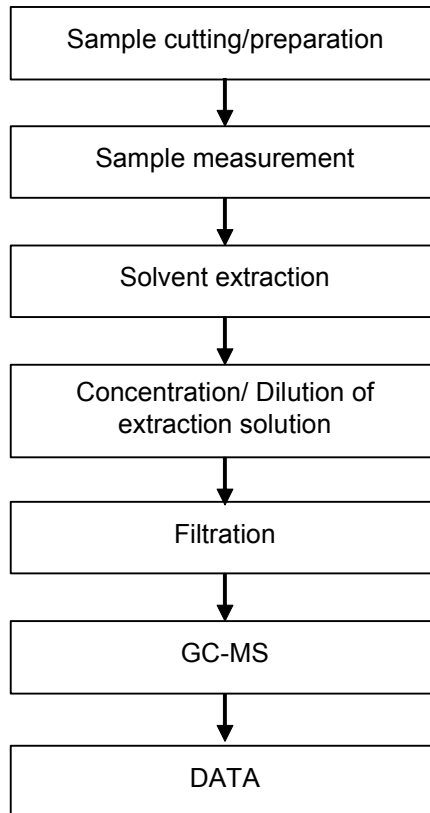 Sample cutting/preparation
Sample measurement
Solvent extraction
Concentration/ Dilution of
extraction solution
Filtration
GC-MS
DATA